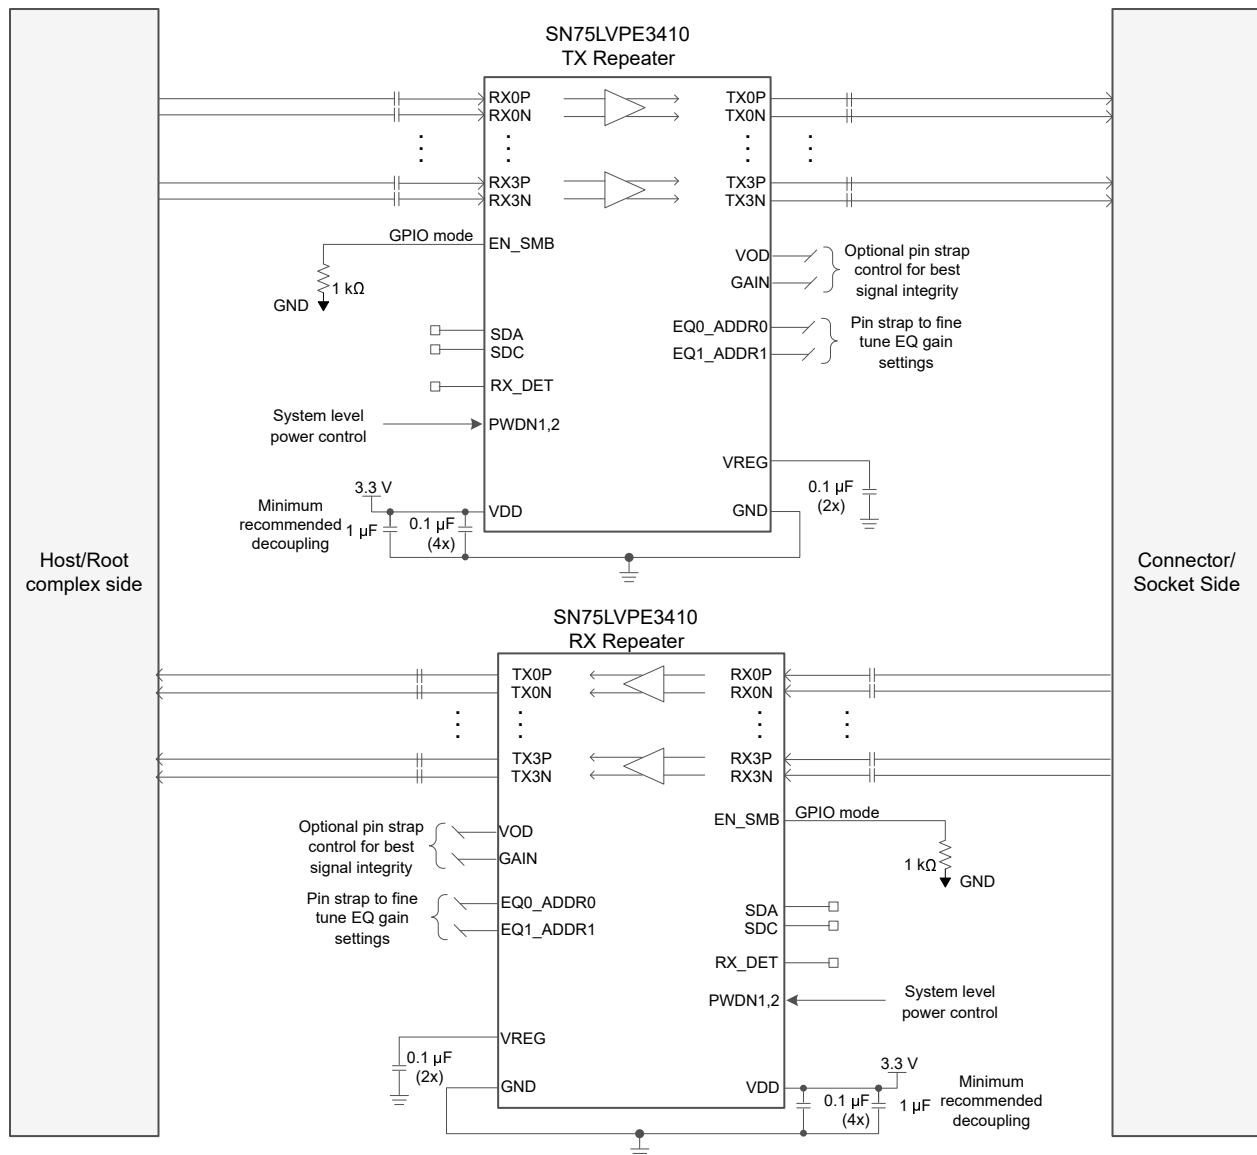 SN75LVPE3410
TX Repeater
RX0P
RX0N
TX0P
TX0N
RX3P
RX3N
TX3P
TX3N
GPIO mode
EN_SMB
1 kΩ
GND
VOD
GAIN
Optional pin strap
control for best
signal integrity
EQ0_ADDR0
EQ1_ADDR1
Pin strap to fine
tune EQ gain
settings
SDA
SDC
RX_DET
System level
power control
PWDN1,2
VREG
0.1 µF
(2x)
3.3 V
VDD
GND
Minimum
recommended
decoupling
1 µF
0.1 µF
(4x)
Host/Root
complex side
Connector/
Socket Side
SN75LVPE3410
RX Repeater
TX0P
TX0N
RX0P
RX0N
TX3P
TX3N
RX3P
RX3N
EN_SMB
GPIO mode
1 kΩ
GND
Optional pin strap
control for best
signal integrity
VOD
GAIN
Pin strap to fine
tune EQ gain
settings
EQ0_ADDR0
EQ1_ADDR1
SDA
SDC
RX_DET
PWDN1,2
System level
power control
VREG
0.1 µF
(2x)
GND
VDD
3.3 V
0.1 µF
(4x)
1 µF
Minimum
recommended
decoupling